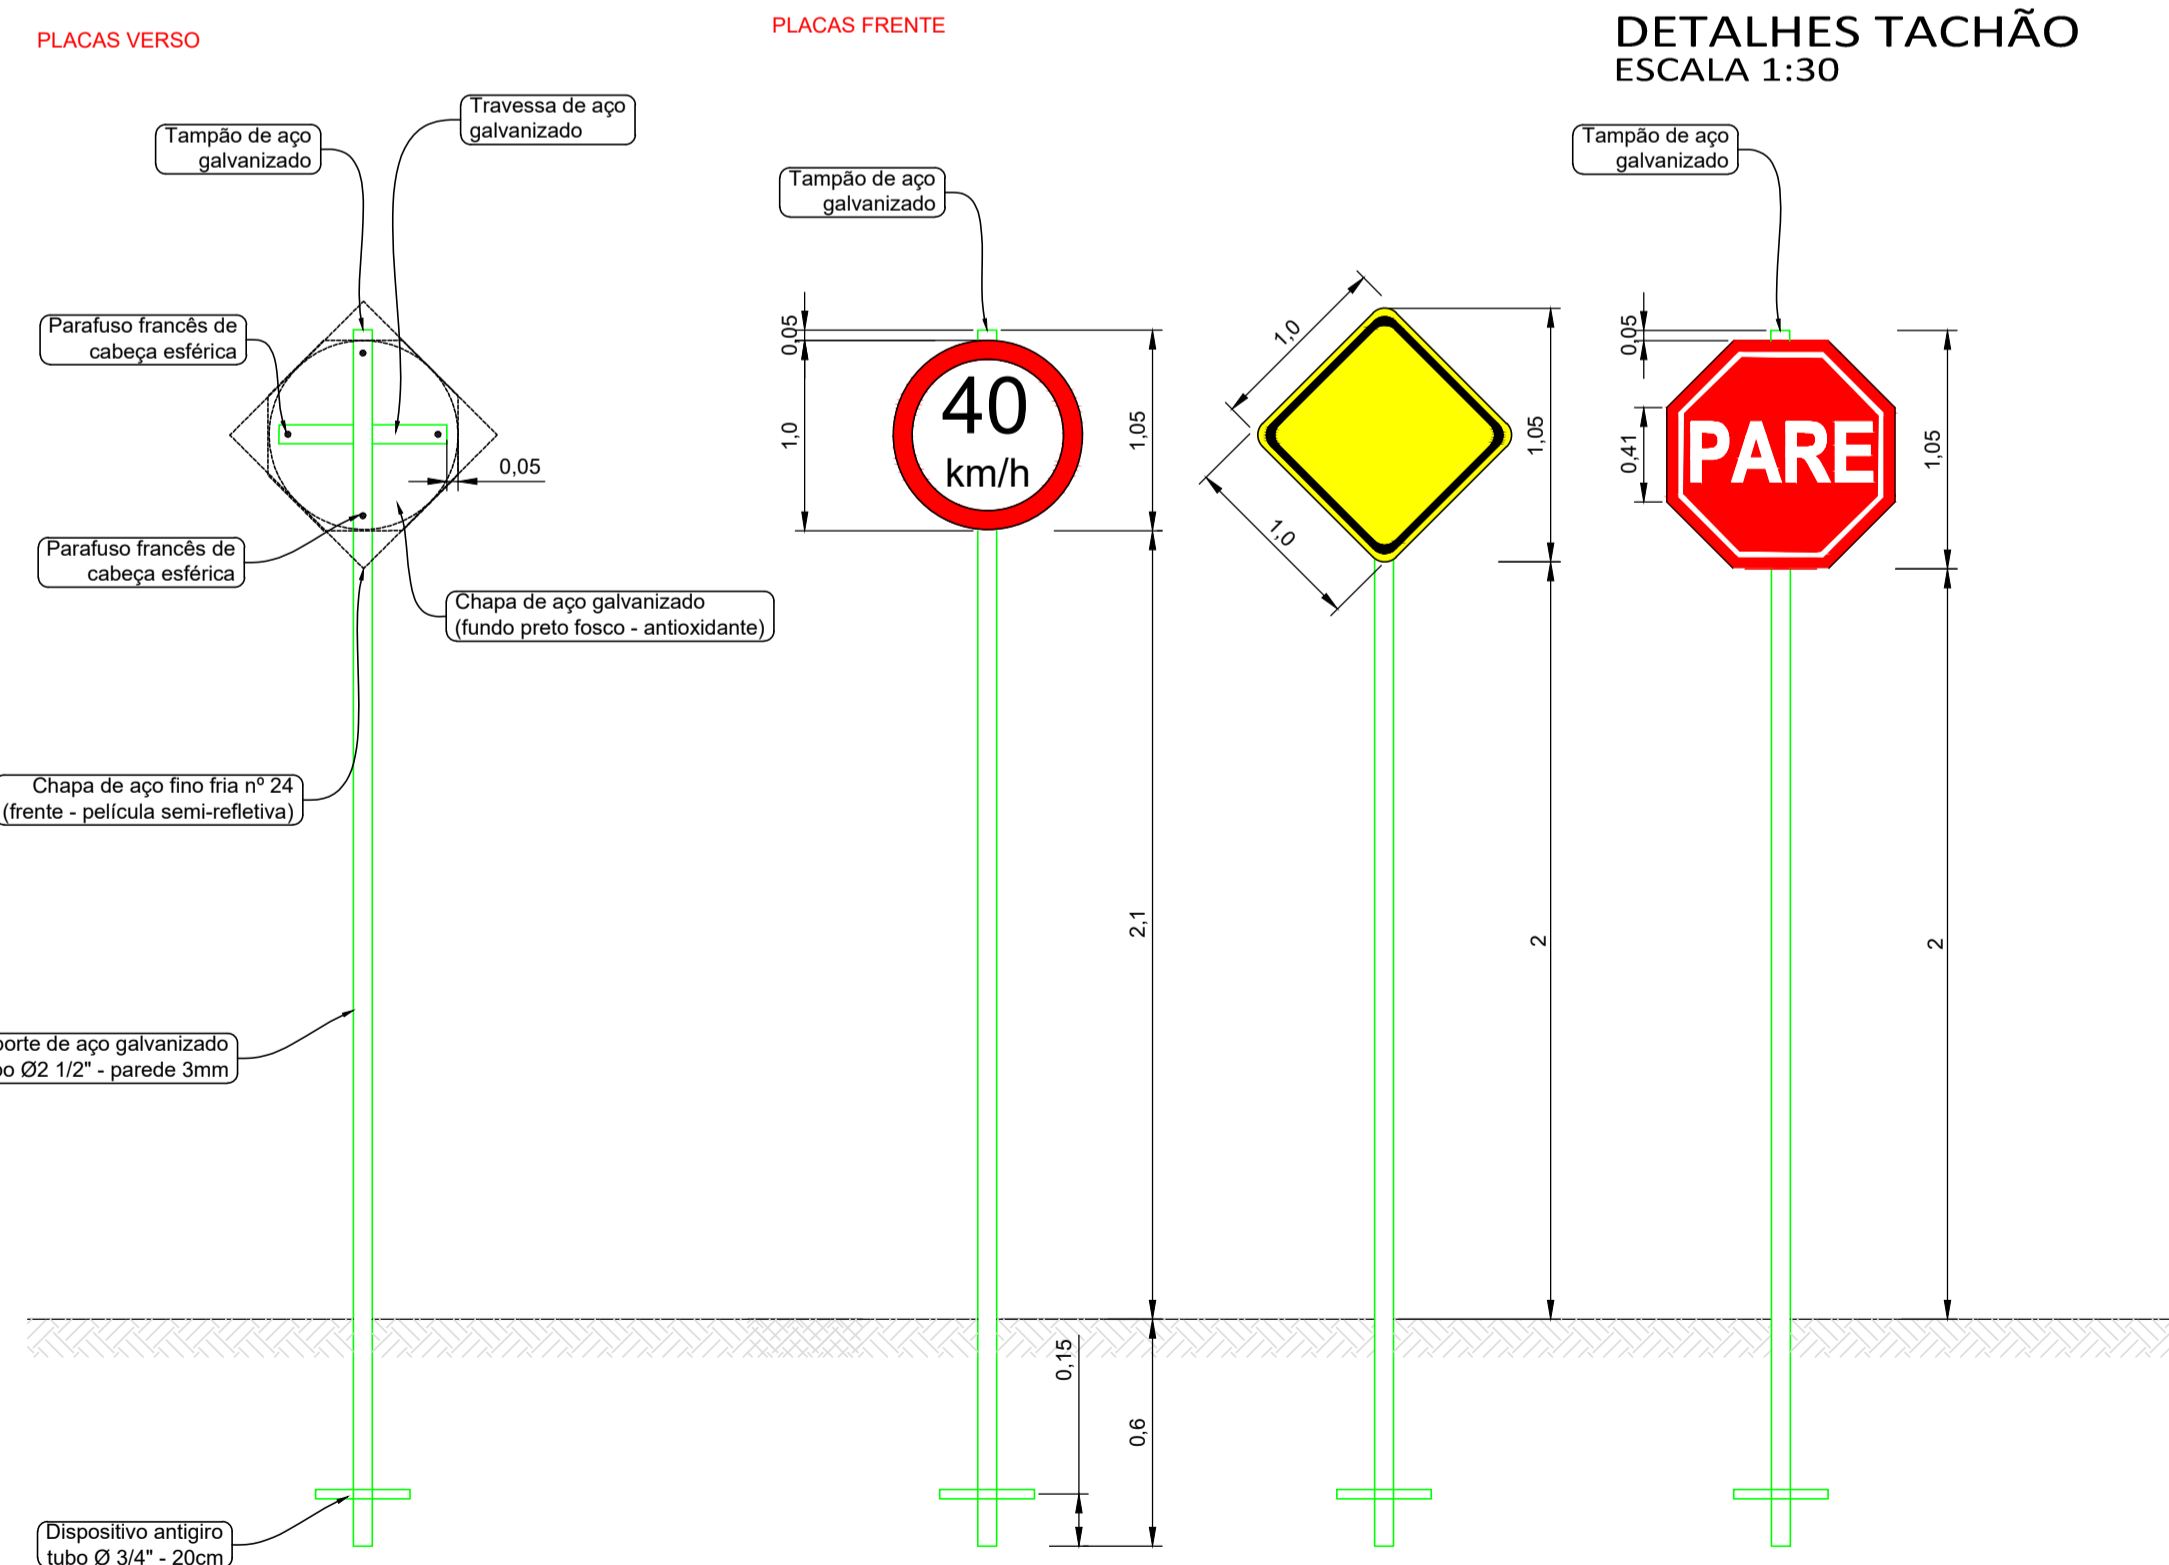 PLACAS VERSO
PLACAS FRENTE
DETALHES TACHÃO
ESCALA 1:30
Tampão de aço
galvanizado
Travessa de aço
galvanizado
Tampão de aço
galvanizado
Tampão de aço
galvanizado
Parafuso francês de
cabeça esférica
0,05
Parafuso francês de
cabeça esférica
Chapa de aço galvanizado
(fundo preto fosco - antioxidante)
Chapa de aço fino fria nº 24
(frente - película semi-refletiva)
orte de aço galvanizado
o Ø2 1/2" - parede 3mm
Dispositivo antigiro
tubo Ø 3/4" - 20cm
0,05
1,0
40
km/h
1,05
2,1
0,15
0,6
1,0
1,0
1,05
2
0,05
0,41
PARE
1,05
2